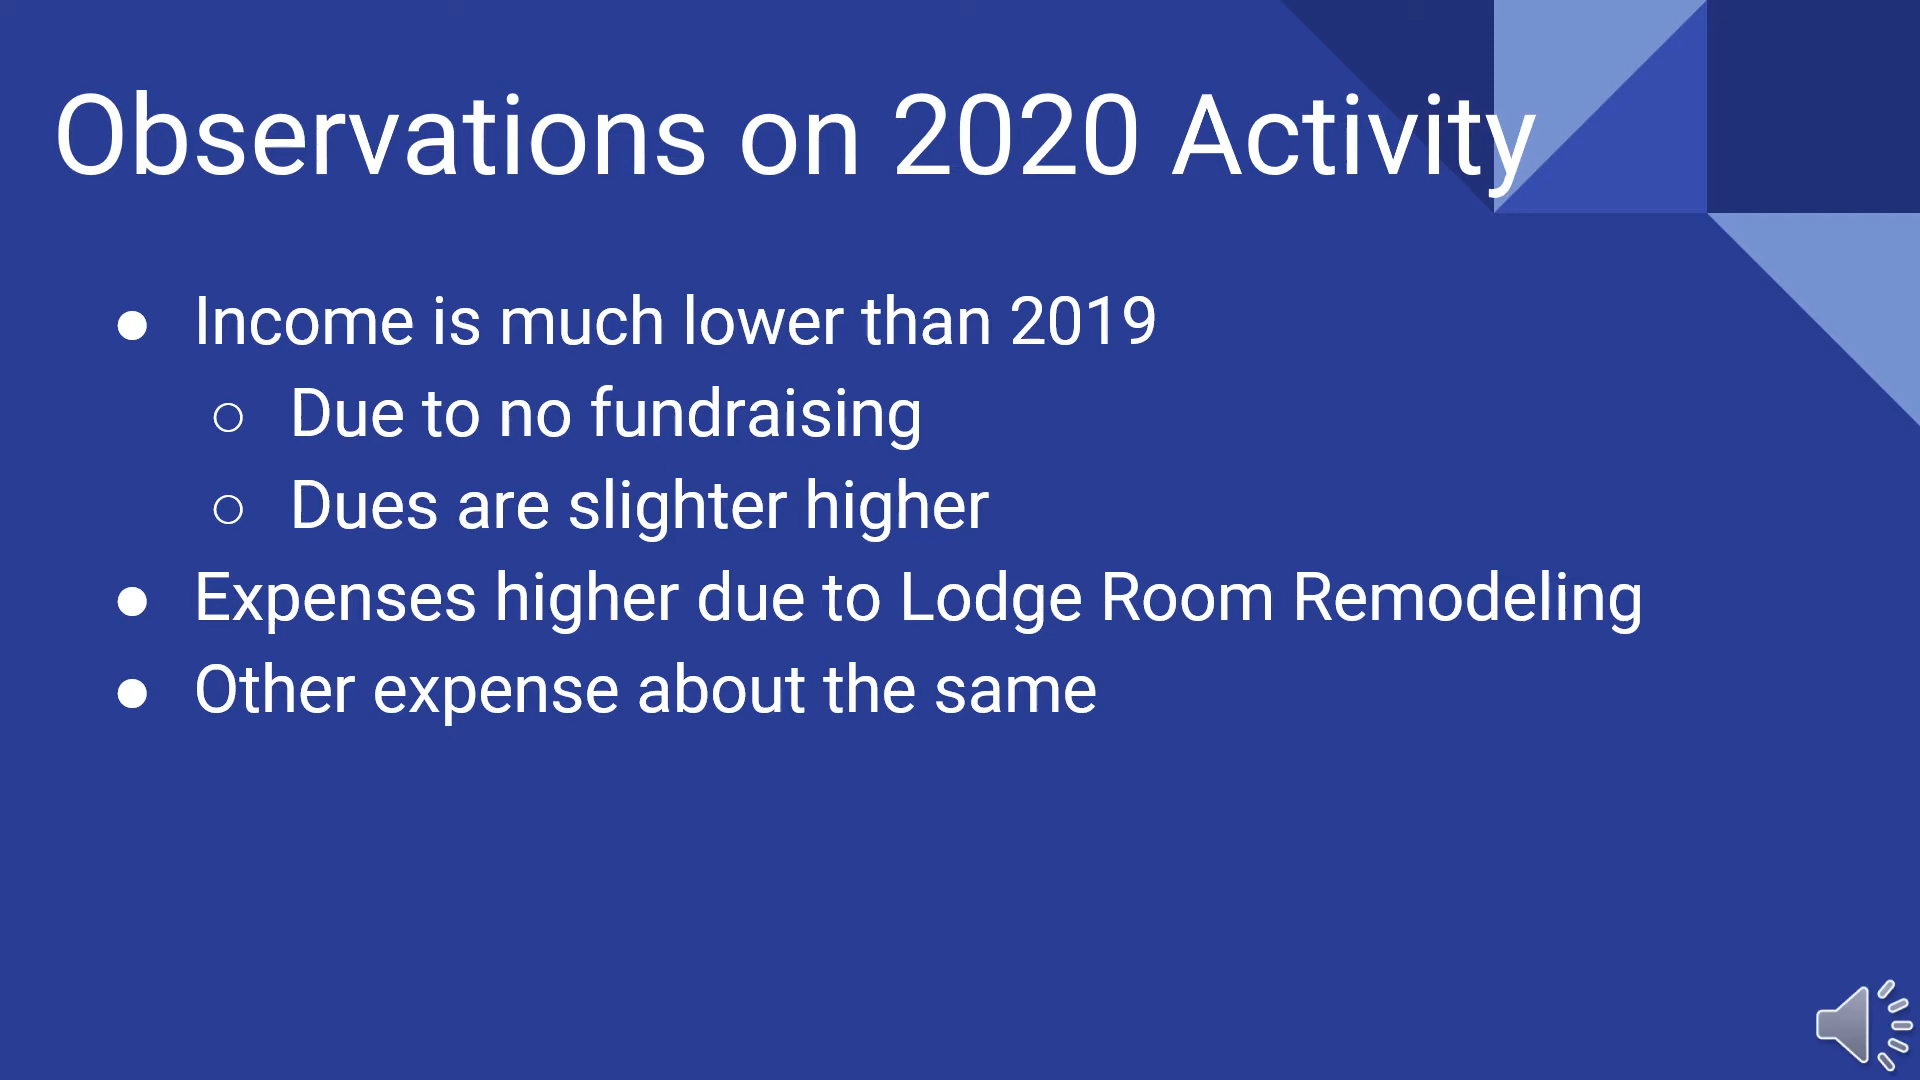 Observations on 2020 Activity
● Income is much lower than 2019
○ Due to no fundraising
○ Dues are slighter higher
● Expenses higher due to Lodge Room Remodeling
● Other expense about the same